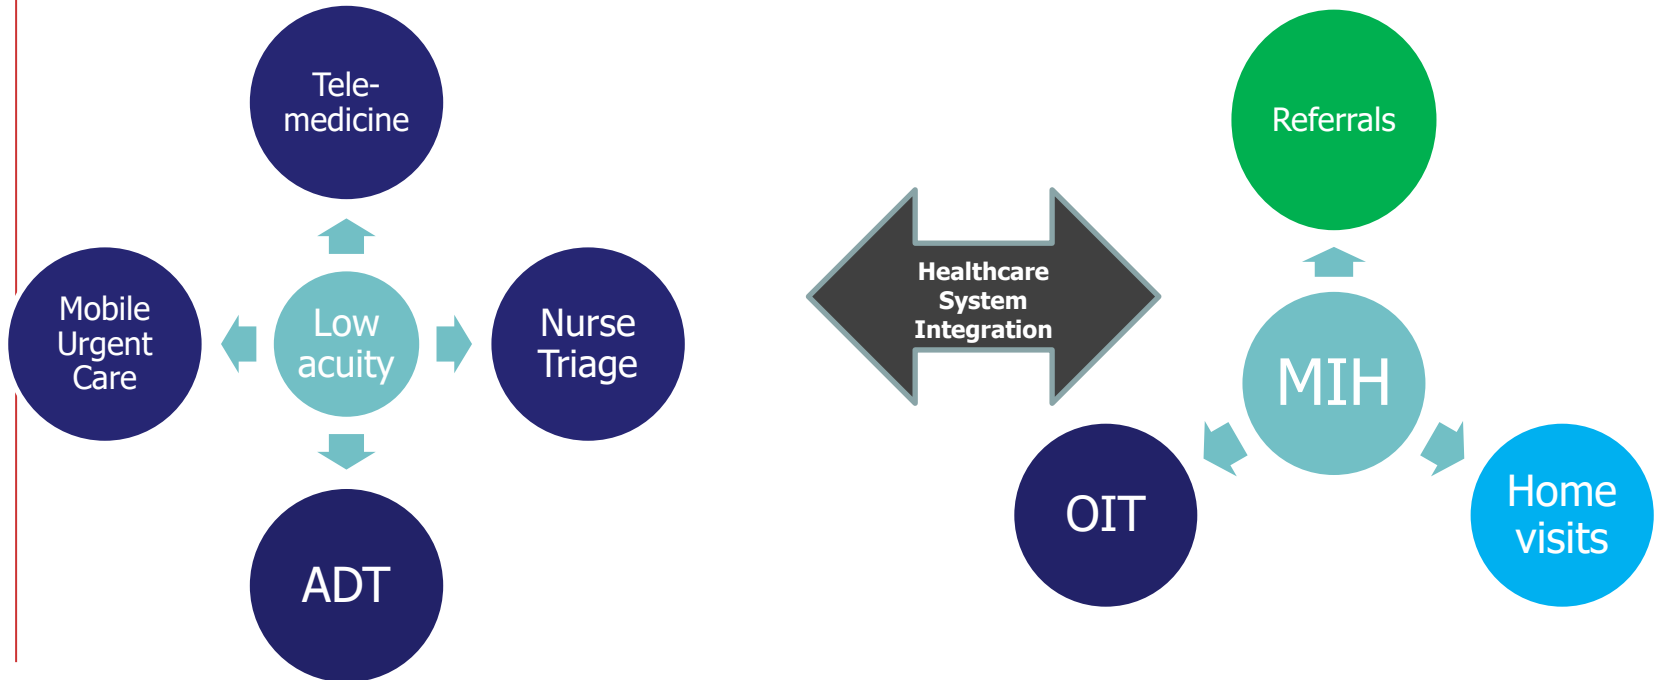 Tele-
medicine
Mobile
Urgent
Care
Low
acuity
Nurse
Triage
ADT
Healthcare
System
Integration
Referrals
MIH
OIT
Home
visits